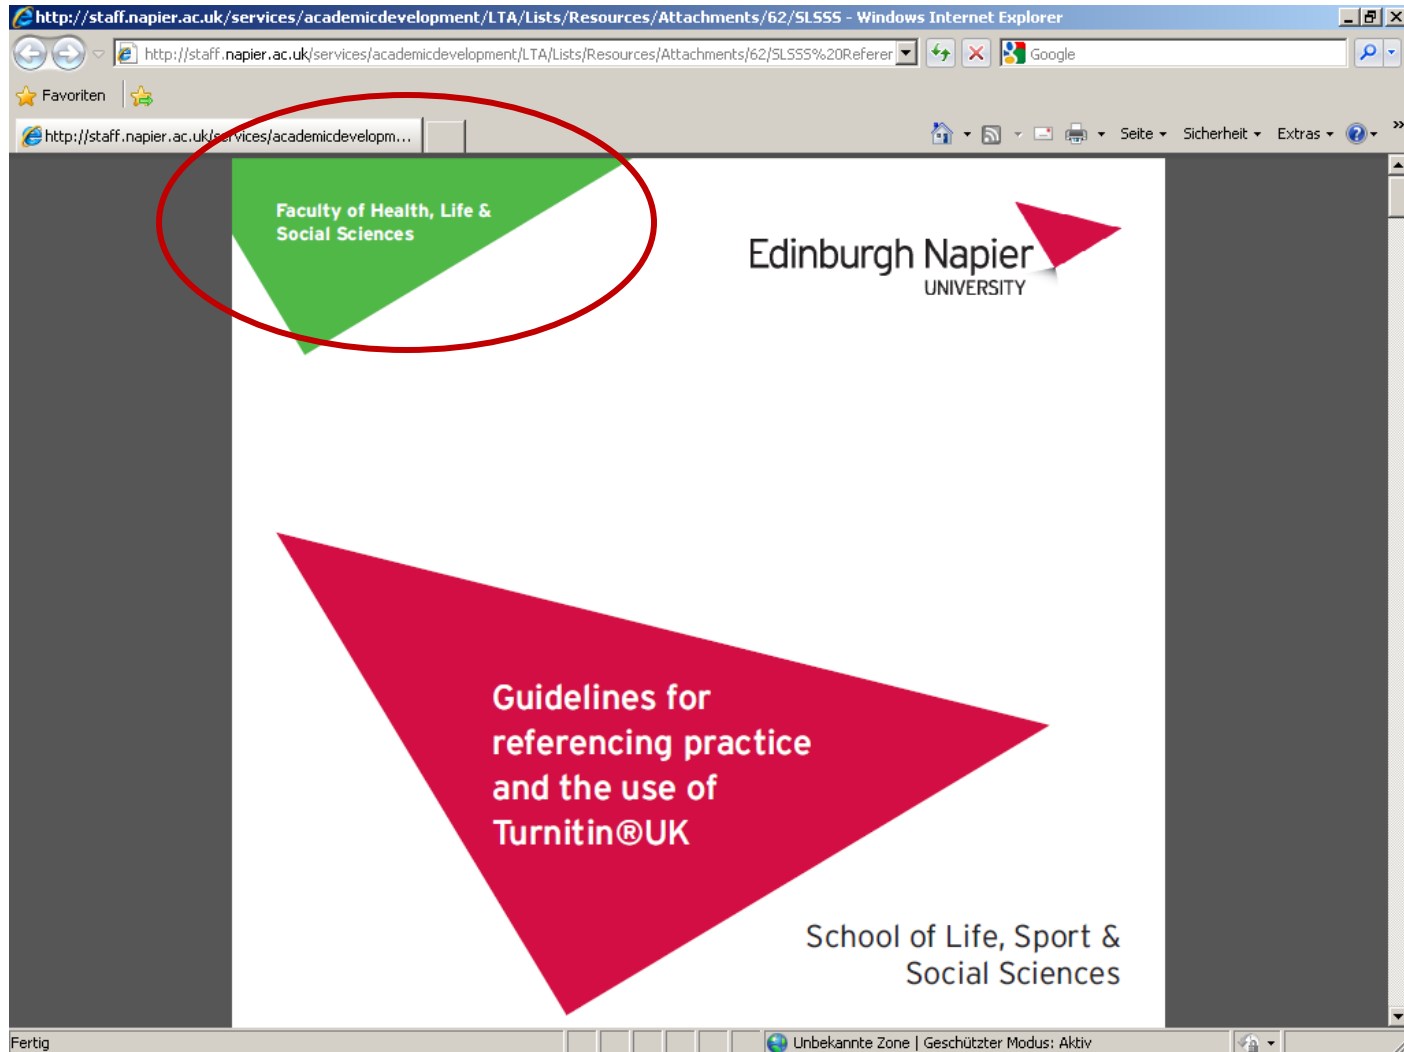 http://staff.napier.ac.uk/services/academicdevelopment/LTA/Lists/Resources/Attachments/62/SLSSS - Windows Internet Explorer
http://staff.napier.ac.uk/services/academicdevelopment/LTA/Lists/Resources/Attachments/62/SLSSS%20Referer
Google
Favoriten
http://staff.napier.ac.uk/services/academicdevelopm...
Seite
Sicherheit
Extras
Faculty of Health, Life &
Social Sciences
Edinburgh Napier
UNIVERSITY
Guidelines for
referencing practice
and the use of
Turnitin®UK
School of Life, Sport &
Social Sciences
Fertig
Unbekannte Zone | Geschützter Modus: Aktiv